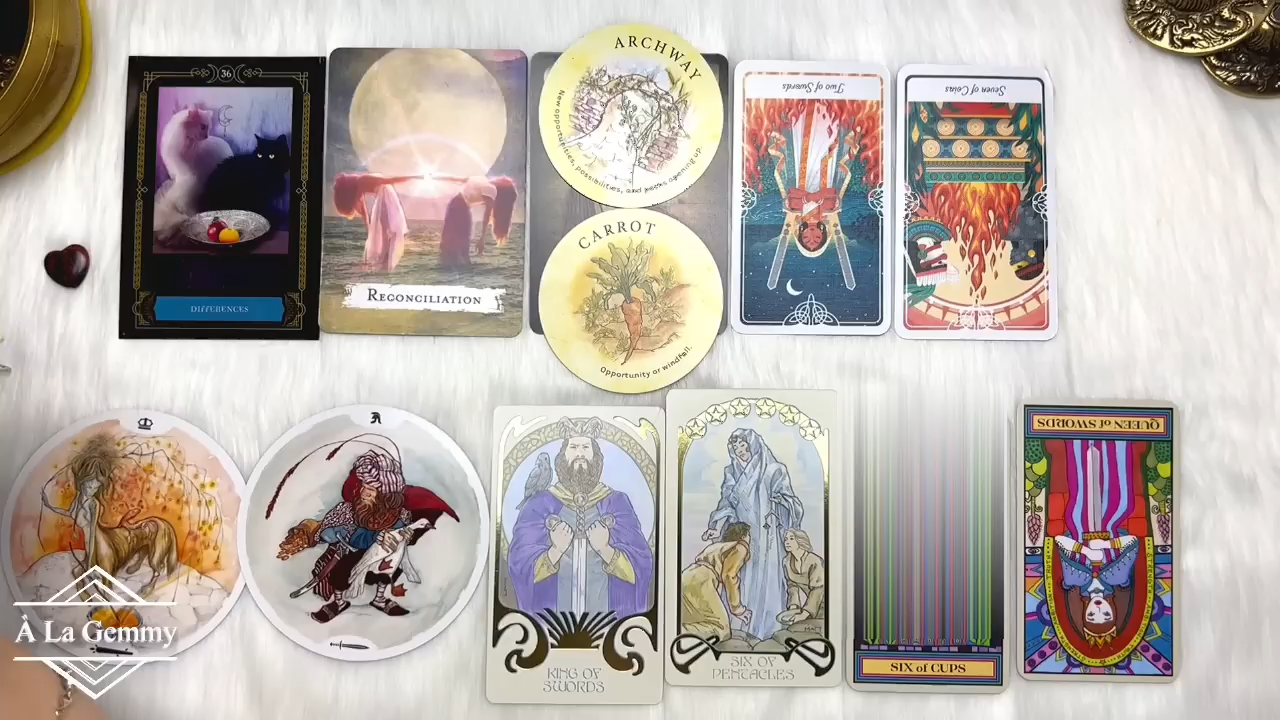 36
DIFFERENCES
RECONCILIATION
ARCHWAY
New opportunities, possibilities, and paths opening up.
CARROT
Opportunity or windfall.
Two of Swords
Seven of Coins
À La Gemmy
KING OF
SWORDS
SIX OF
PENTACLES
SIX of CUPS
QUEEN of SWORDS